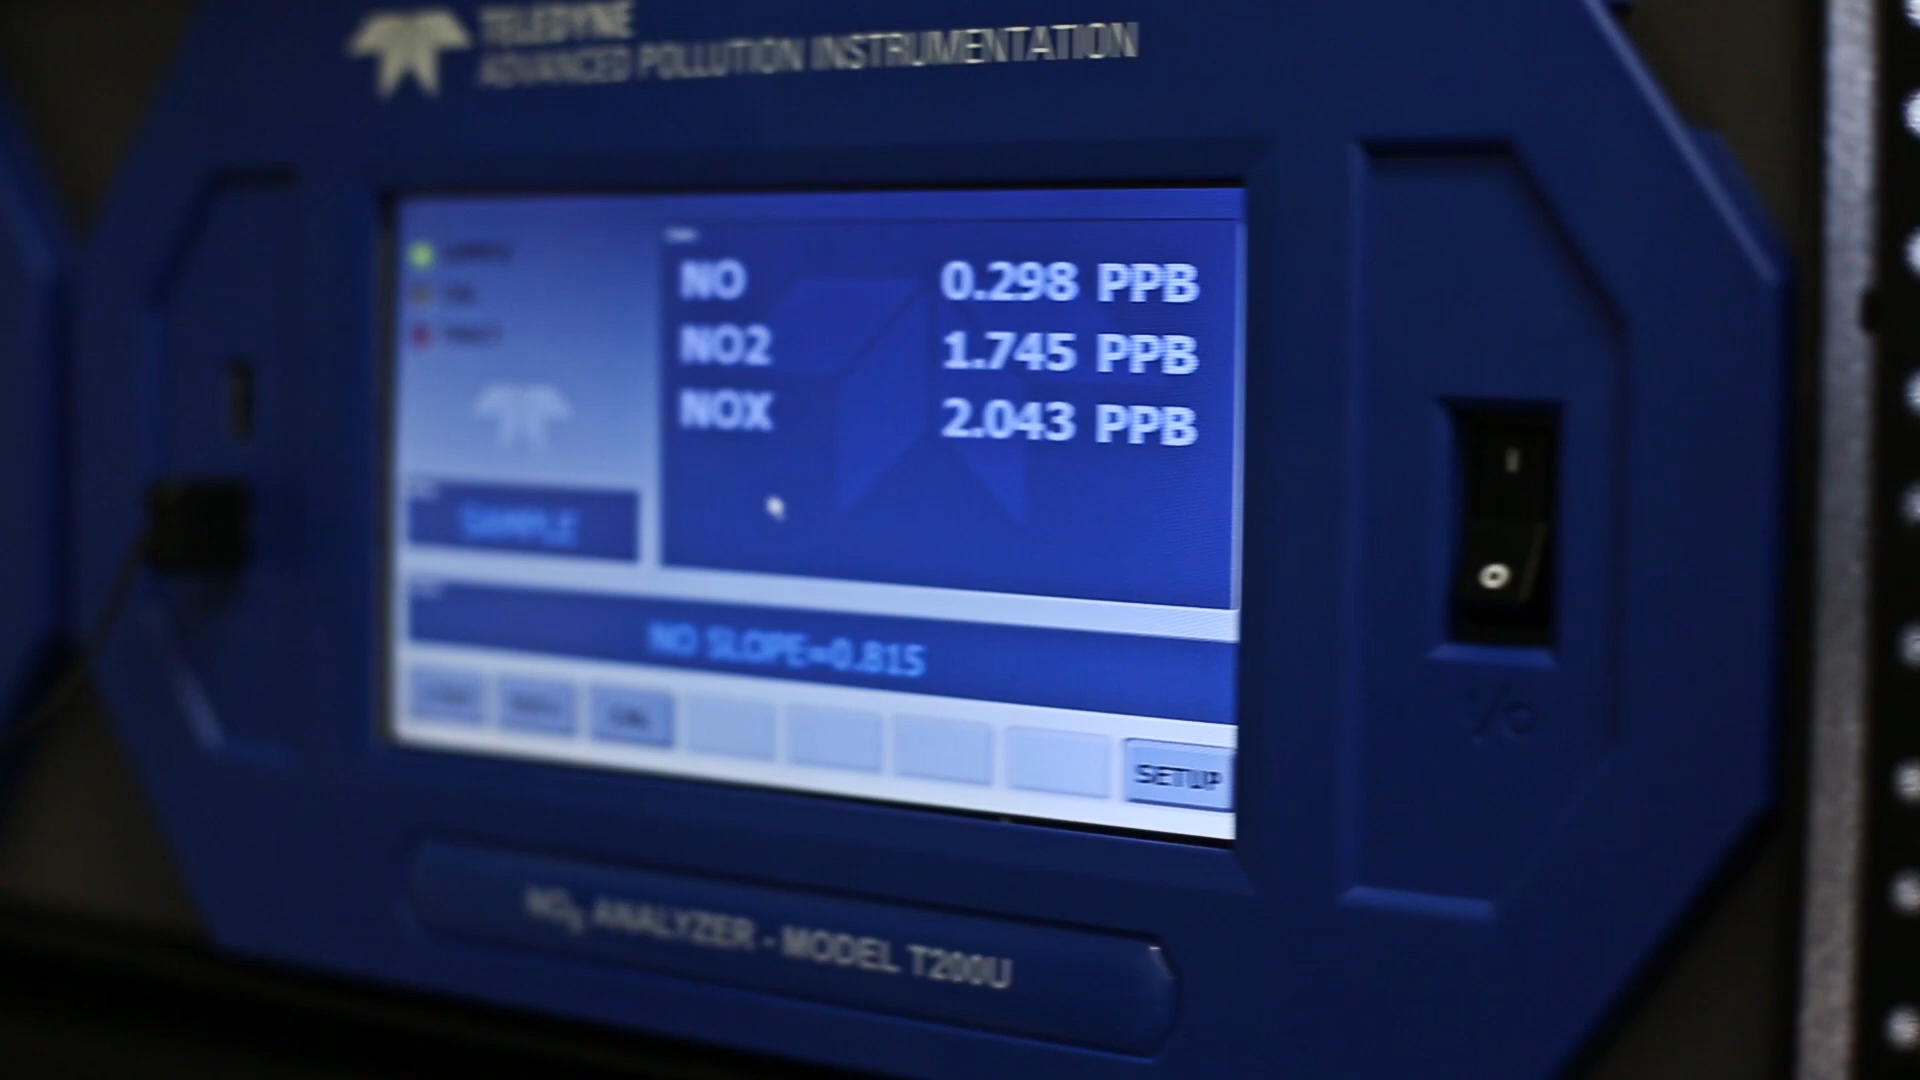 TELEDYNE
ADVANCED POLLUTION INSTRUMENTATION
NO 0.298 PPB
NO2 1.745 PPB
NOX 2.043 PPB
SAMPLE
NO SLOPE=0.815
SETUP
I
O
I/O
NOx ANALYZER - MODEL T200U